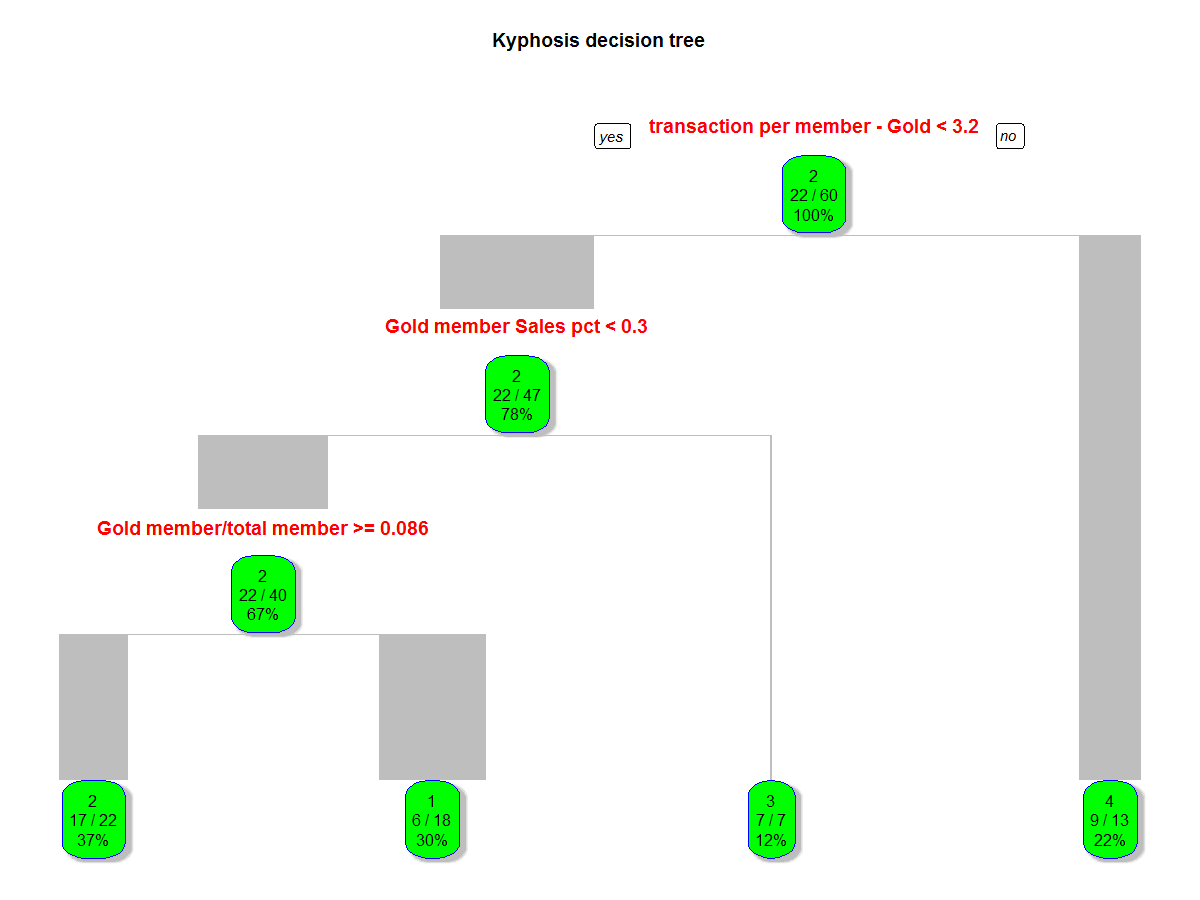 Kyphosis decision tree
yes
transaction per member - Gold < 3.2
no
2
22 / 60
100%
Gold member Sales pct < 0.3
2
22 / 47
78%
Gold member/total member >= 0.086
2
22 / 40
67%
2
17 / 22
37%
1
6 / 18
30%
3
7 / 7
12%
4
9 / 13
22%